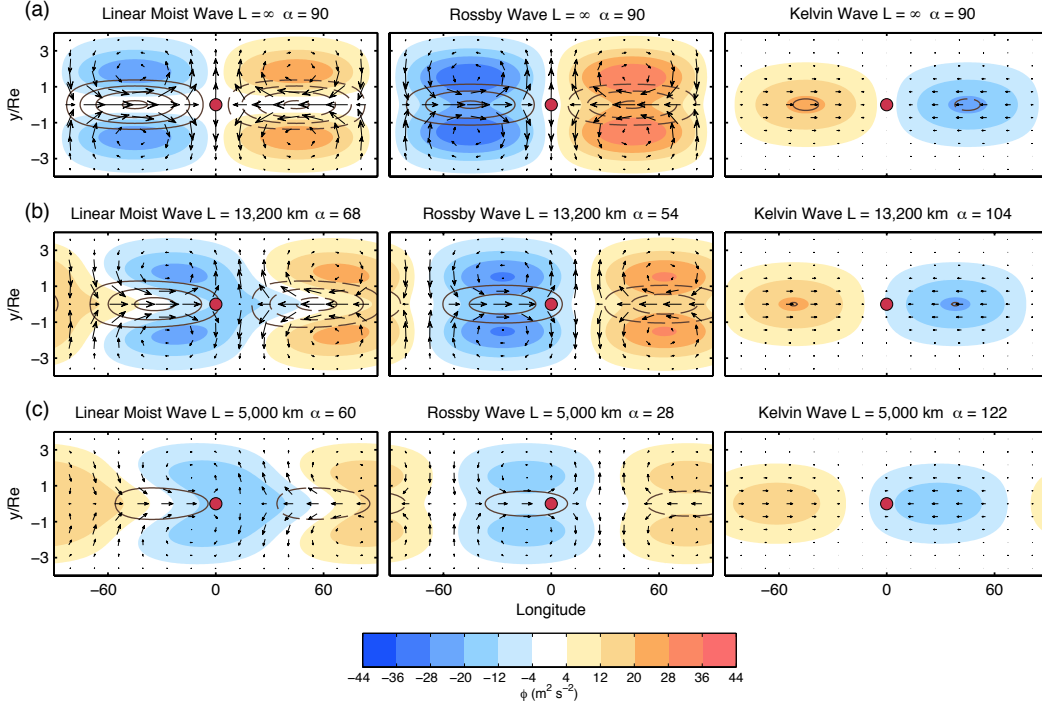 (a)
Linear Moist Wave L = ∞ α = 90
Rossby Wave L = ∞ α = 90
Kelvin Wave L = ∞ α = 90
y/Re
3
1
−1
−3
(b)
Linear Moist Wave L = 13,200 km α = 68
Rossby Wave L = 13,200 km α = 54
Kelvin Wave L = 13,200 km α = 104
y/Re
3
1
−1
−3
(c)
Linear Moist Wave L = 5,000 km α = 60
Rossby Wave L = 5,000 km α = 28
Kelvin Wave L = 5,000 km α = 122
y/Re
3
1
−1
−3
−60 0 60 −60 0 60 −60 0 60
Longitude
−44 −36 −28 −20 −12 −4 4 12 20 28 36 44
ϕ (m² s⁻²)